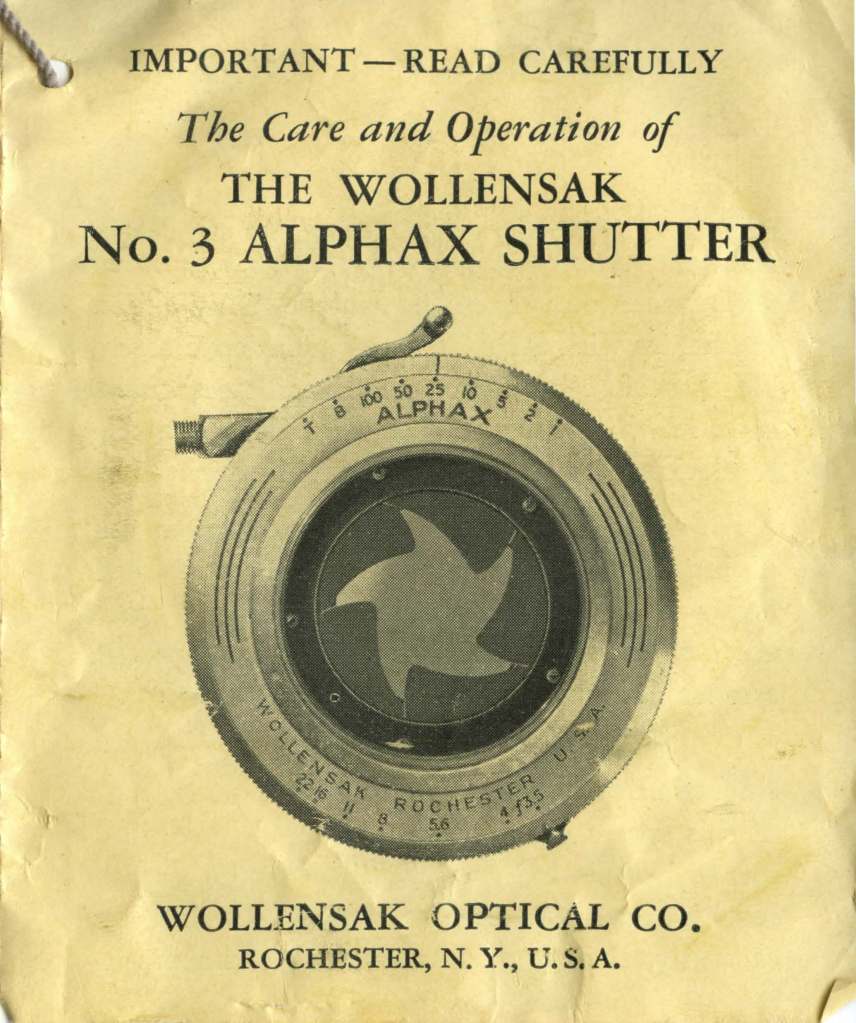 IMPORTANT — READ CAREFULLY
The Care and Operation of
THE WOLLENSAK
No. 3 ALPHAX SHUTTER
T B 100 50 25 10 5 2 1
ALPHAX
WOLLENSAK ROCHESTER U.S.A.
22 16 11 8 5.6 4 f3.5
WOLLENSAK OPTICAL CO.
ROCHESTER, N. Y., U. S. A.